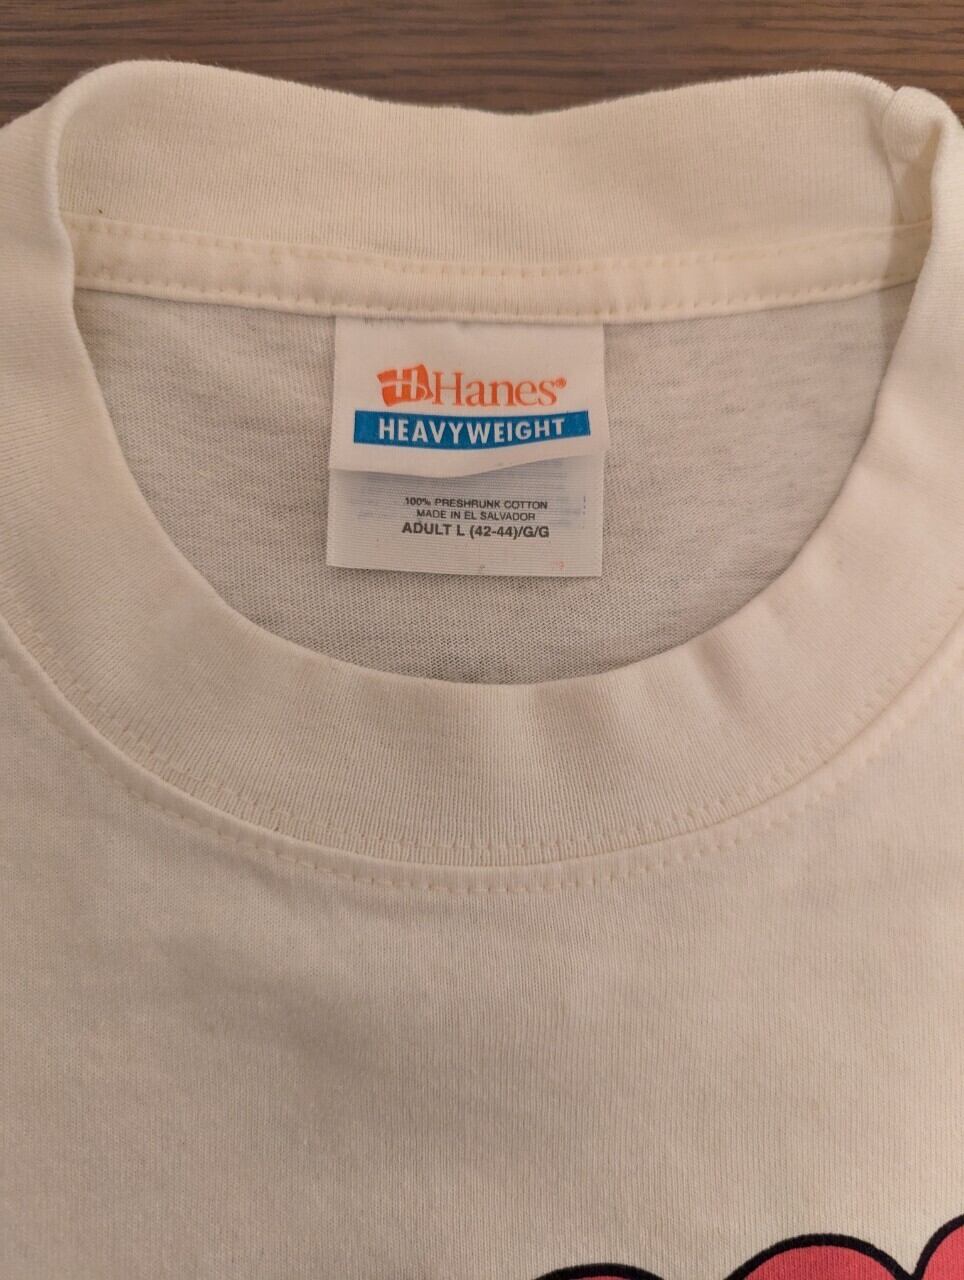 Hanes®
HEAVYWEIGHT
100% PRESHRUNK COTTON
MADE IN EL SALVADOR
ADULT L (42-44)/G/G